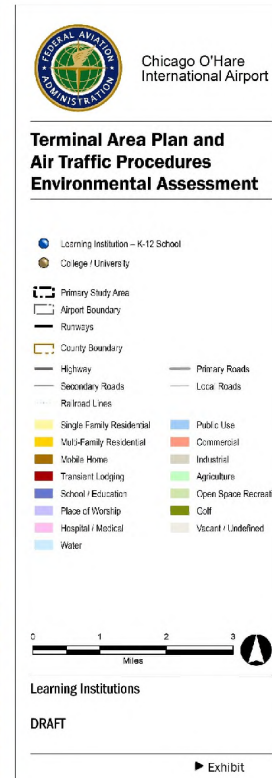 FEDERAL AVIATION
ADMINISTRATION
Chicago O'Hare
International Airport
Terminal Area Plan and
Air Traffic Procedures
Environmental Assessment
Learning Institution – K-12 School
College / University
Primary Study Area
Airport Boundary
Runways
County Boundary
Highway
Primary Roads
Secondary Roads
Local Roads
Railroad Lines
Single Family Residential
Public Use
Multi-Family Residential
Commercial
Mobile Home
Industrial
Transient Lodging
Agriculture
School / Education
Open Space Recreati
Place of Worship
Golf
Hospital / Medical
Vacant / Undefined
Water
0 1 2 3
Miles
Learning Institutions
DRAFT
Exhibit